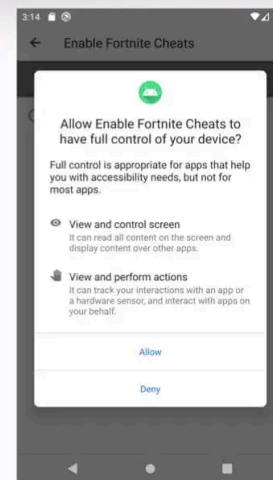 3:14
Enable Fortnite Cheats
Allow Enable Fortnite Cheats to
have full control of your device?
Full control is appropriate for apps that help
you with accessibility needs, but not for
most apps.
View and control screen
It can read all content on the screen and
display content over other apps.
View and perform actions
It can track your interactions with an app or
a hardware sensor, and interact with apps on
your behalf.
Allow
Deny